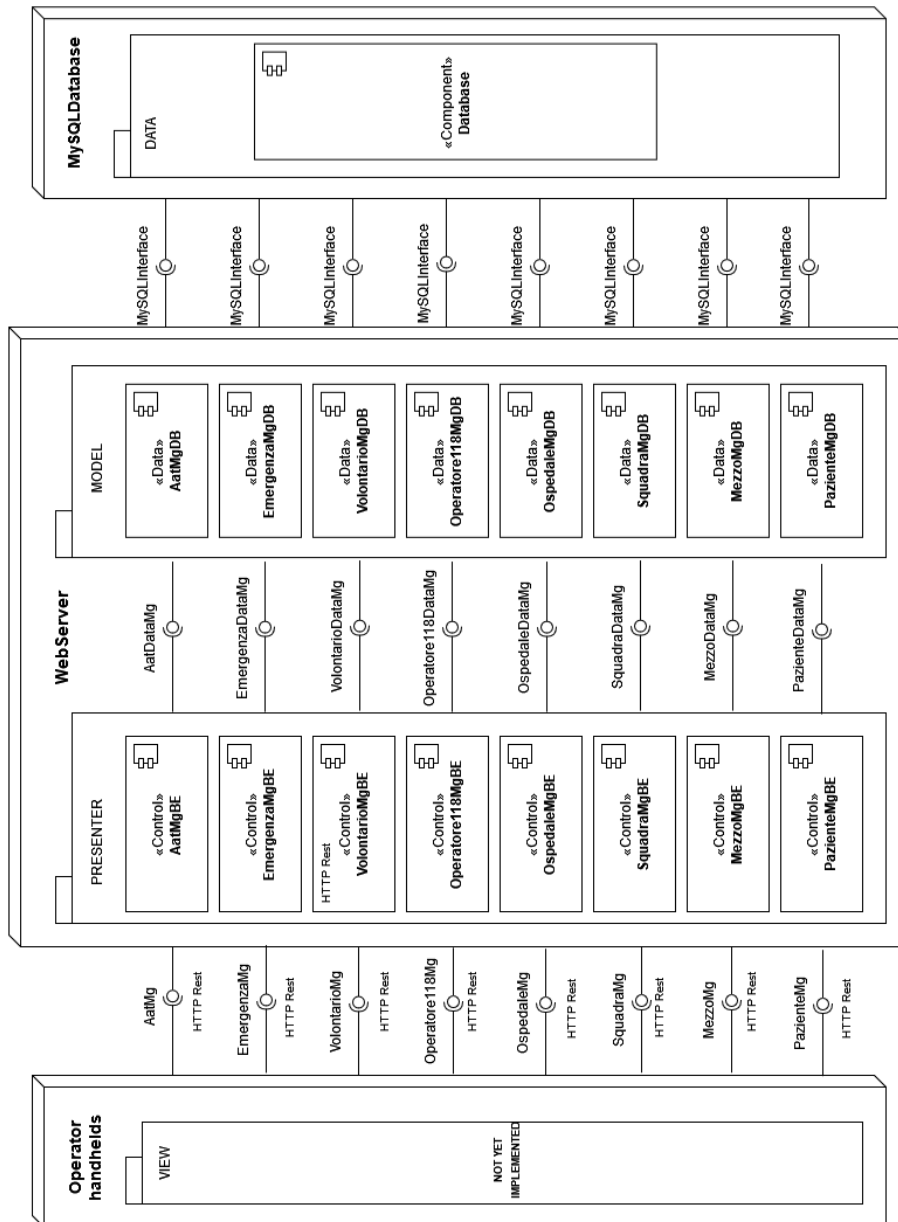 Operator
handhelds
VIEW
NOT YET
IMPLEMENTED
AatMg
HTTP Rest
EmergenzaMg
HTTP Rest
VolontarioMg
HTTP Rest
Operatore118Mg
HTTP Rest
OspedaleMg
HTTP Rest
SquadraMg
HTTP Rest
MezzoMg
HTTP Rest
PazienteMg
HTTP Rest
WebServer
PRESENTER
«Control»
AatMgBE
«Control»
EmergenzaMgBE
HTTP Rest
«Control»
VolontarioMgBE
«Control»
Operatore118MgBE
«Control»
OspedaleMgBE
«Control»
SquadraMgBE
«Control»
MezzoMgBE
«Control»
PazienteMgBE
AatDataMg
EmergenzaDataMg
VolontarioDataMg
Operatore118DataMg
OspedaleDataMg
SquadraDataMg
MezzoDataMg
PazienteDataMg
MODEL
«Data»
AatMgDB
«Data»
EmergenzaMgDB
«Data»
VolontarioMgDB
«Data»
Operatore118MgDB
«Data»
OspedaleMgDB
«Data»
SquadraMgDB
«Data»
MezzoMgDB
«Data»
PazienteMgDB
MySQLInterface
MySQLInterface
MySQLInterface
MySQLInterface
MySQLInterface
MySQLInterface
MySQLInterface
MySQLInterface
MySQLDatabase
DATA
«Component»
Database